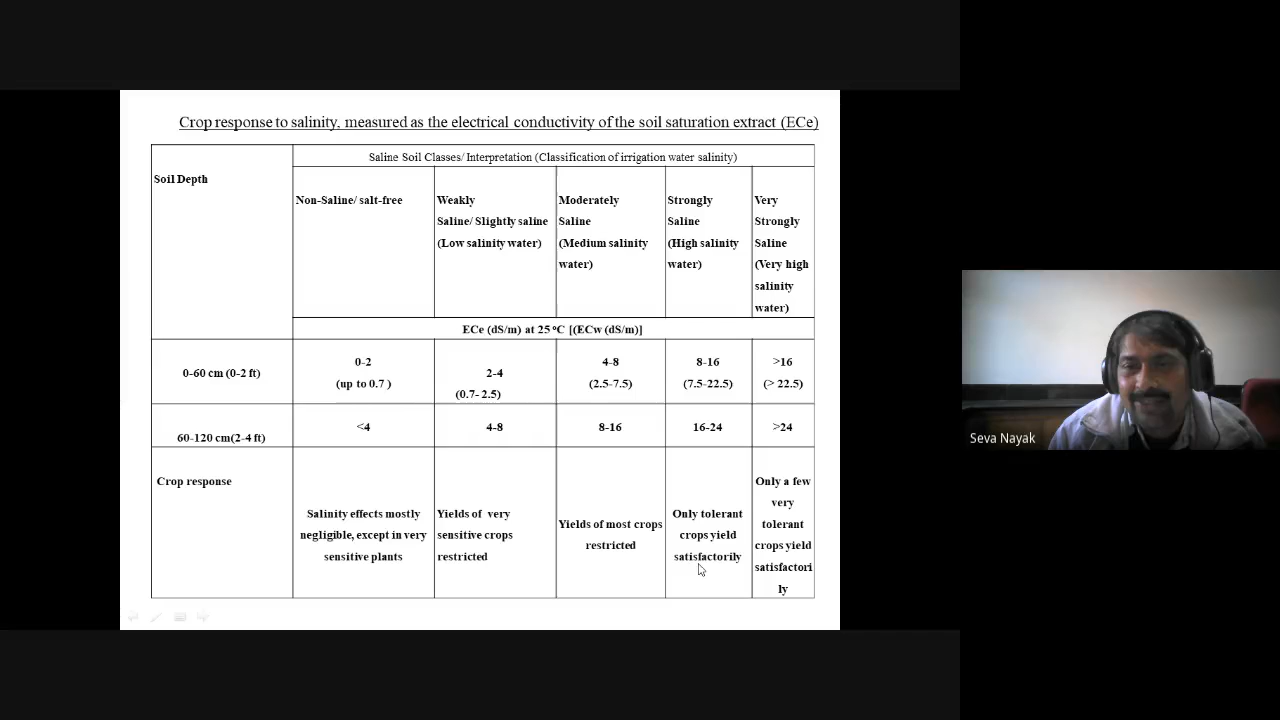 Crop response to salinity, measured as the electrical conductivity of the soil saturation extract (ECe)
Soil Depth
Saline Soil Classes/ Interpretation (Classification of irrigation water salinity)
Non-Saline/ salt-free
Weakly
Saline/ Slightly saline
(Low salinity water)
Moderately
Saline
(Medium salinity
water)
Strongly
Saline
(High salinity
water)
Very
Strongly
Saline
(Very high
salinity
water)
ECe (dS/m) at 25 °C [(ECw (dS/m)]
0-60 cm (0-2 ft)
0-2
(up to 0.7 )
2-4
(0.7- 2.5)
4-8
(2.5-7.5)
8-16
(7.5-22.5)
>16
(> 22.5)
60-120 cm(2-4 ft)
<4
4-8
8-16
16-24
>24
Crop response
Salinity effects mostly
negligible, except in very
sensitive plants
Yields of very
sensitive crops
restricted
Yields of most crops
restricted
Only tolerant
crops yield
satisfactorily
Only a few
very
tolerant
crops yield
satisfactori
ly
Seva Nayak